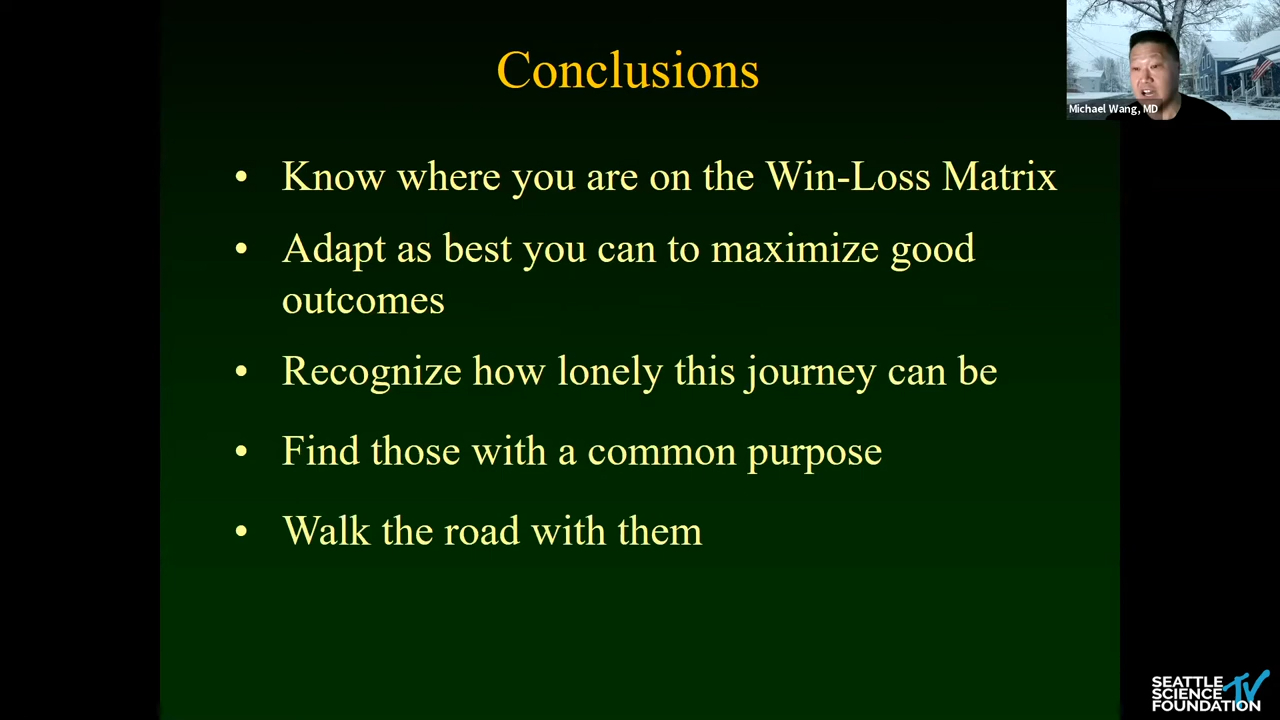 Conclusions
Michael Wang, MD
• Know where you are on the Win-Loss Matrix
• Adapt as best you can to maximize good
outcomes
• Recognize how lonely this journey can be
• Find those with a common purpose
• Walk the road with them
SEATTLE
SCIENCE TV
FOUNDATION